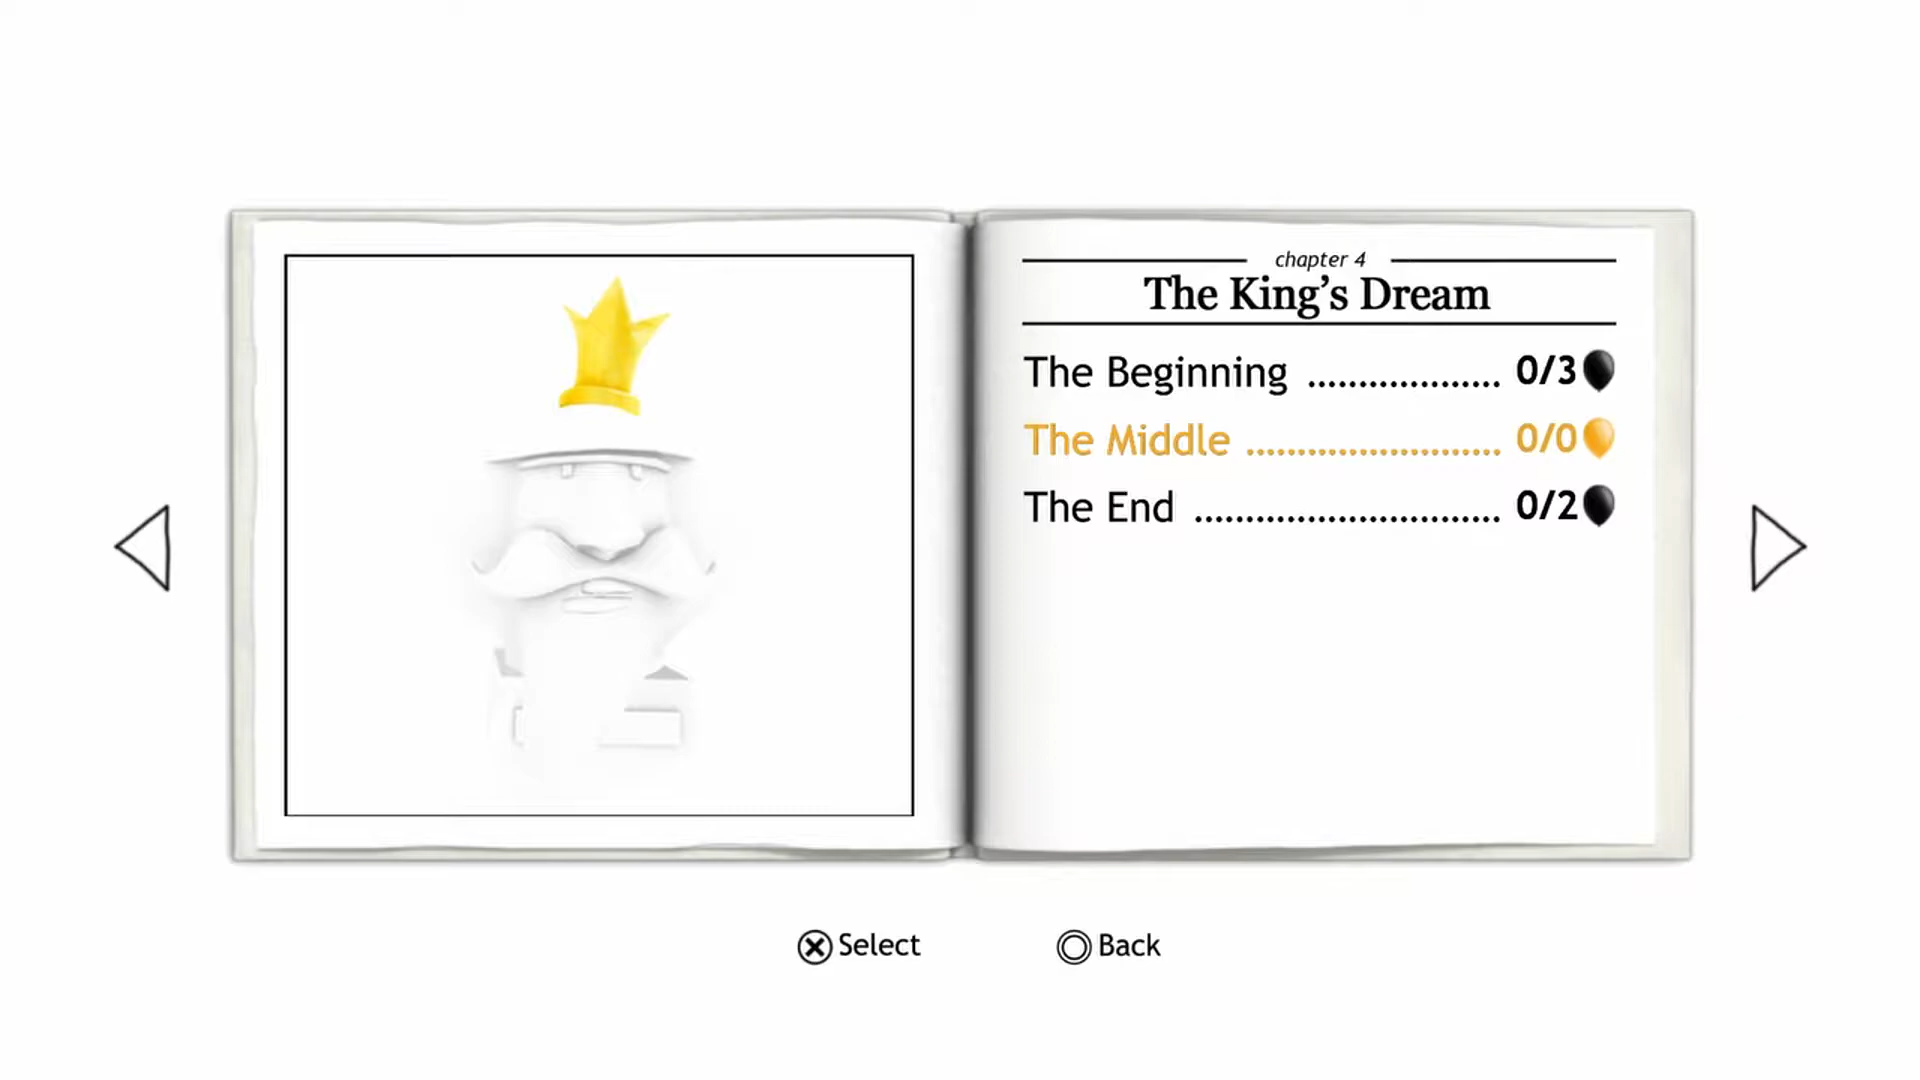 chapter 4
The King's Dream
The Beginning ................... 0/3
The Middle ......................... 0/0
The End .............................. 0/2
Select
Back